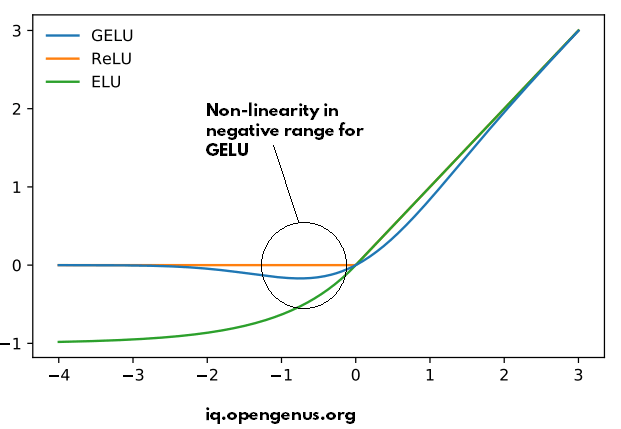 GELU
ReLU
ELU
Non-linearity in
negative range for
GELU
3
2
1
0
−1
−4 −3 −2 −1 0 1 2 3
iq.opengenus.org